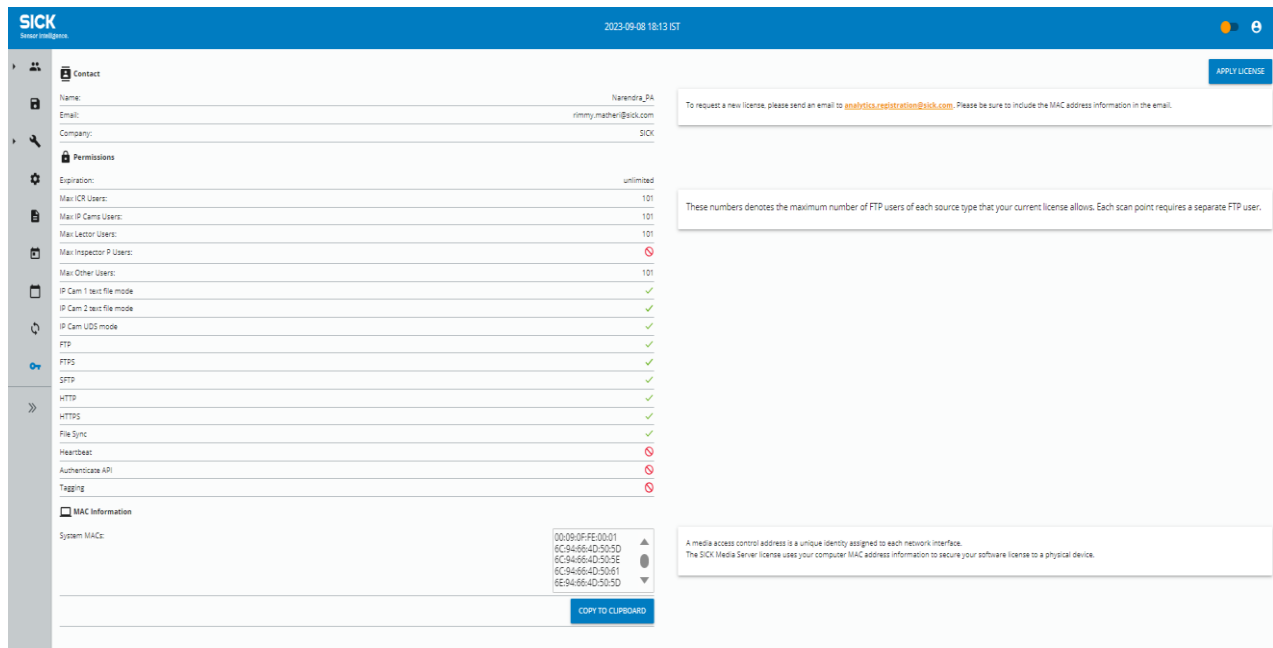 SICK
Sensor Intelligence.
2023-09-08 18:13 IST
Contact
APPLY LICENSE
Name: Narendra_PA
Email: rimmy.matheri@sick.com
Company: SICK
To request a new license, please send an email to analytics.registration@sick.com. Please be sure to include the MAC address information in the email.
Permissions
Expiration: unlimited
Max ICR Users: 101
Max IP Cams Users: 101
Max Lector Users: 101
Max Inspector P Users:
Max Other Users: 101
These numbers denotes the maximum number of FTP users of each source type that your current license allows. Each scan point requires a separate FTP user.
IP Cam 1 text file mode
IP Cam 2 text file mode
IP Cam UDS mode
FTP
FTPS
SFTP
HTTP
HTTPS
File Sync
Heartbeat
Authenticate API
Tagging
MAC Information
System MACs:
00:09:0F:FE:00:01
6C:94:66:4D:50:5D
6C:94:66:4D:50:5E
6C:94:66:4D:50:61
6E:94:66:4D:50:5D
A media access control address is a unique identity assigned to each network interface.
The SICK Media Server license uses your computer MAC address information to secure your software license to a physical device.
COPY TO CLIPBOARD